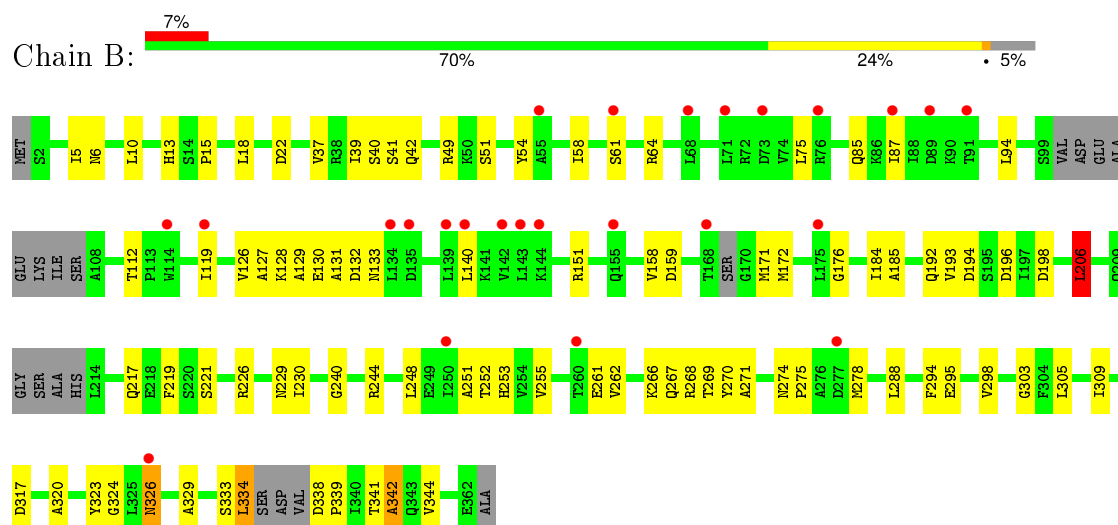 7%
Chain B:
70% 24% • 5%
MET S2 I5 N6 L10 H13 S14 P15 L18 D22 V37 R38 I39 S40 S41 Q42 R49 K50 S51 Y54 A55 I58 S61 R64 L68 L71 R72 D73 V74 L75 R76 Q85 K86 I87 I88 D89 K90 T91 L94 S99 VAL ASP GLU ALA
GLU LYS ILE SER A108 T112 P113 W114 I119 V126 A127 K128 A129 E130 A131 D132 N133 L134 D135 L139 L140 K141 V142 L143 K144 R151 Q155 V158 D159 T168 SER G170 M171 M172 L175 G176 I184 A185 Q192 V193 D194 S195 D196 I197 D198 L206 D209
GLY SER ALA HIS L214 Q217 E218 F219 S220 S221 R226 N229 I230 G240 R244 L248 E249 I250 A251 T252 H253 V254 V255 T260 E261 V262 K266 Q267 R268 T269 Y270 A271 N274 P275 A276 D277 M278 L288 F294 E295 V298 G303 F304 L305 I309
D317 A320 Y323 G324 L325 N326 A329 S333 L334 SER ASP VAL D338 P339 I340 T341 A342 Q343 V344 E362 ALA